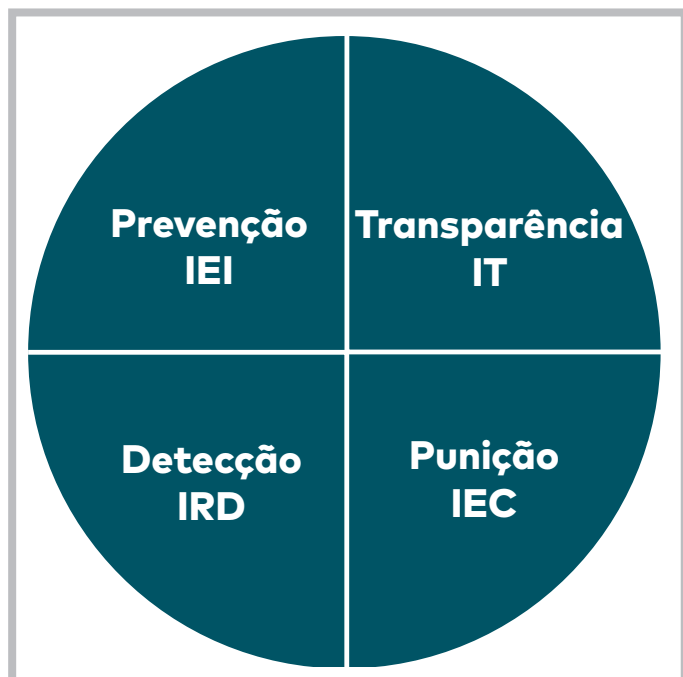 Prevenção
IEI
Transparência
IT
Detecção
IRD
Punição
IEC